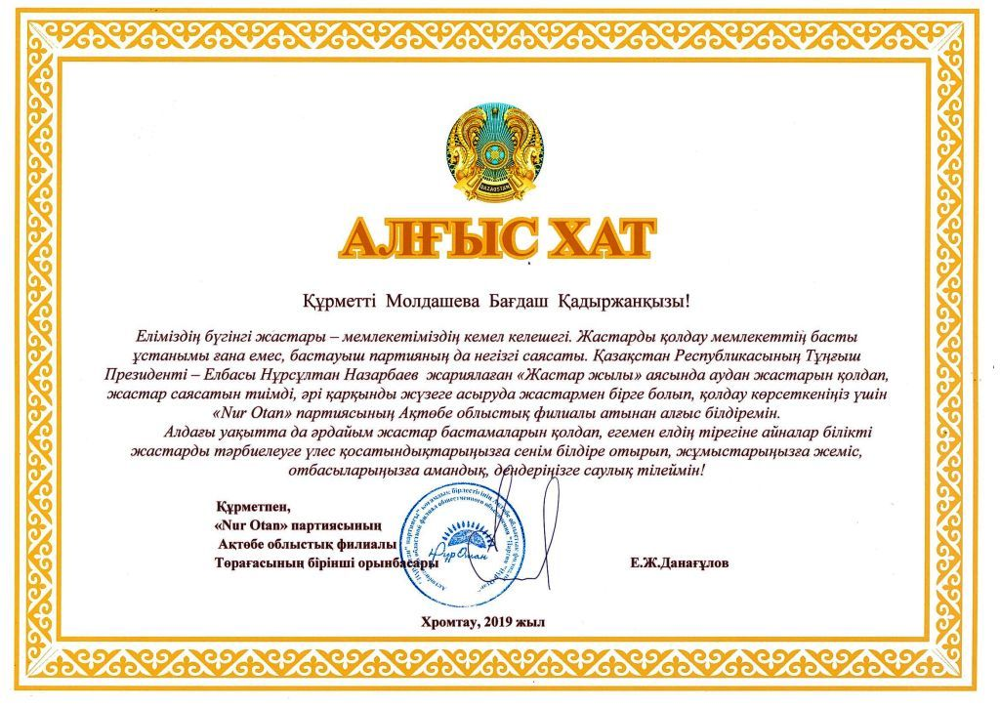 QAZAQSTAN
АЛҒЫС ХАТ
Құрметті Молдашева Бағдаш Қадыржанқызы!
Еліміздің бүгінгі жастары – мемлекетіміздің кемел келешегі. Жастарды қолдау мемлекеттің басты
ұстанымы ғана емес, бастауыш партияның да негізгі саясаты. Қазақстан Республикасының Тұңғыш
Президенті – Елбасы Нұрсұлтан Назарбаев жариялаған «Жастар жылы» аясында аудан жастарын қолдап,
жастар саясатын тиімді, әрі қарқынды жүзеге асыруда жастармен бірге болып, қолдау көрсеткеніңіз үшін
«Nur Otan» партиясының Ақтөбе облыстық филиалы атынан алғыс білдіремін.
Алдағы уақытта да әрдайым жастар бастамаларын қолдап, егемен елдің тірегіне айналар білікті
жастарды тәрбиелеуге үлес қосатындықтарыңызға сенім білдіре отырып, жұмыстарыңызға жеміс,
отбасыларыңызға амандық, дендеріңізге саулық тілеймін!
Құрметпен,
«Nur Otan» партиясының
Ақтөбе облыстық филиалы
Төрағасының бірінші орынбасары
Е.Ж.Данағұлов
Нұр Отан
Хромтау, 2019 жыл